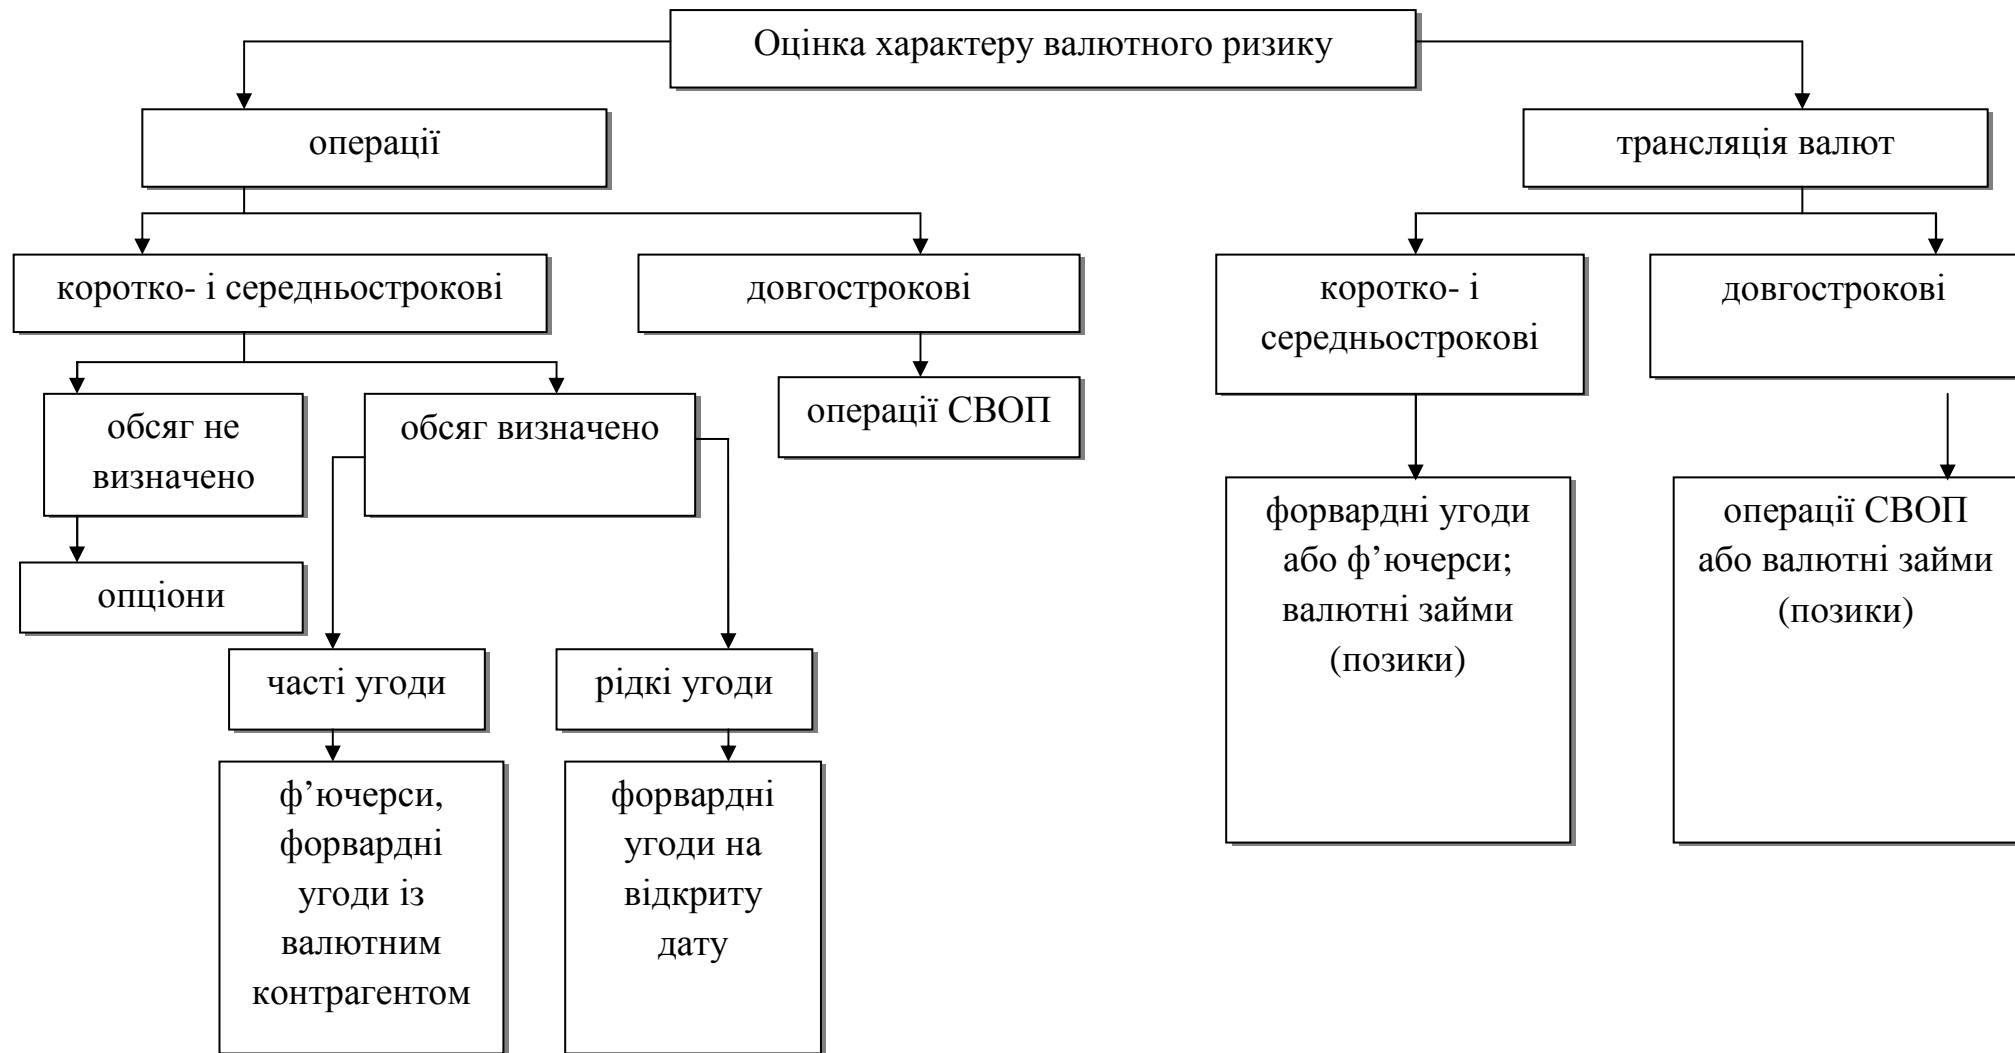 Оцінка характеру валютного ризику
операції
трансляція валют
коротко- і середньострокові
довгострокові
коротко- і
середньострокові
довгострокові
обсяг не
визначено
обсяг визначено
операції СВОП
опціони
форвардні угоди
або ф’ючерси;
валютні займи
(позики)
операції СВОП
або валютні займи
(позики)
часті угоди
рідкі угоди
ф’ючерси,
форвардні
угоди із
валютним
контрагентом
форвардні
угоди на
відкриту
дату